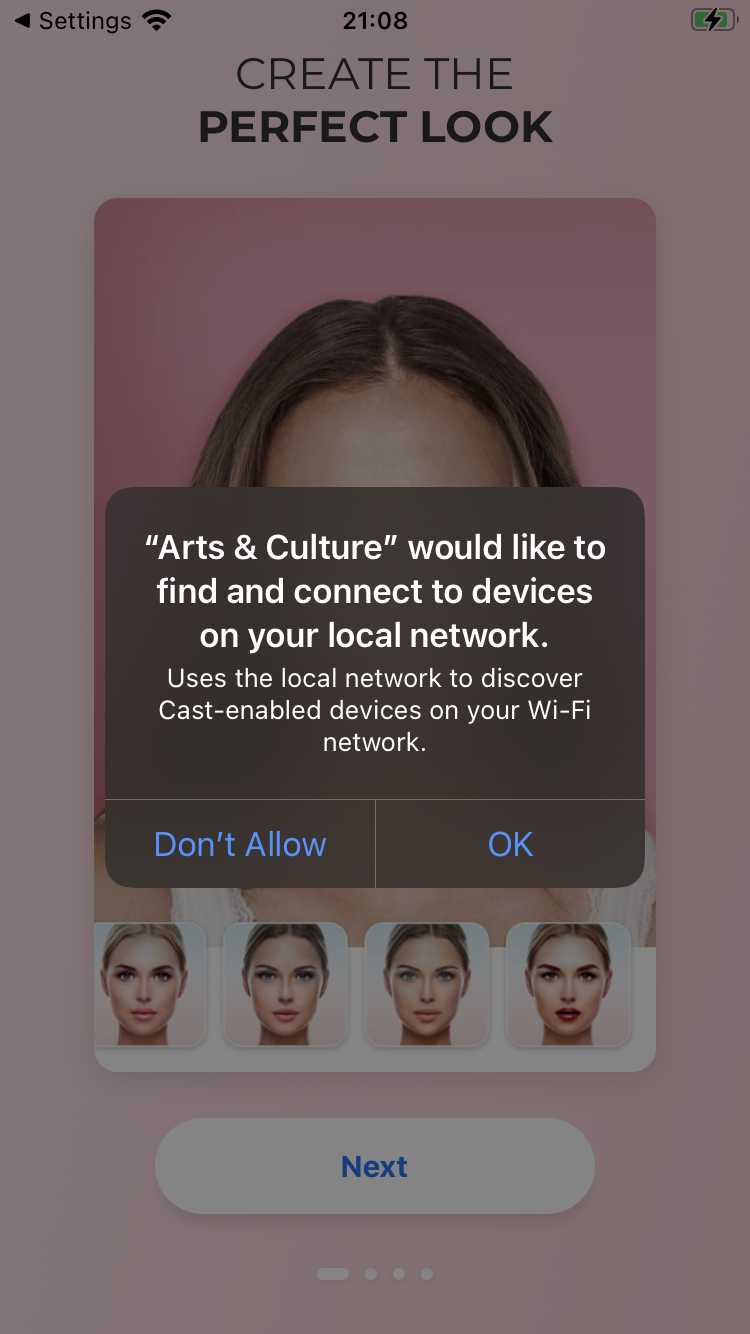 Settings
21:08
CREATE THE
PERFECT LOOK
“Arts & Culture” would like to
find and connect to devices
on your local network.
Uses the local network to discover
Cast-enabled devices on your Wi-Fi
network.
Don’t Allow
OK
Next